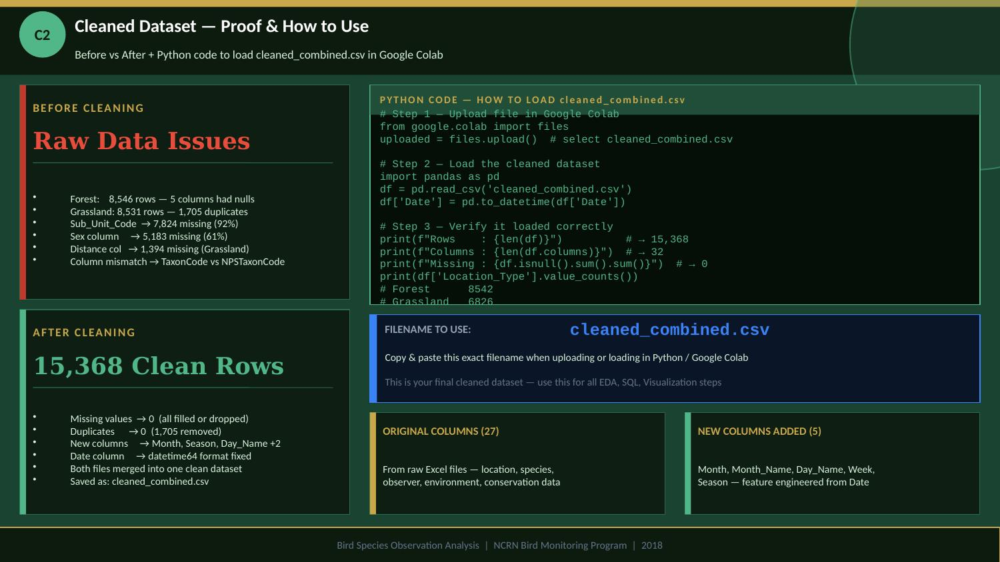 C2
Cleaned Dataset — Proof & How to Use
Before vs After + Python code to load cleaned_combined.csv in Google Colab
BEFORE CLEANING
Raw Data Issues
• Forest: 8,546 rows — 5 columns had nulls
• Grassland: 8,531 rows — 1,705 duplicates
• Sub_Unit_Code → 7,824 missing (92%)
• Sex column → 5,183 missing (61%)
• Distance col → 1,394 missing (Grassland)
• Column mismatch → TaxonCode vs NPSTaxonCode
AFTER CLEANING
15,368 Clean Rows
• Missing values → 0 (all filled or dropped)
• Duplicates → 0 (1,705 removed)
• New columns → Month, Season, Day_Name +2
• Date column → datetime64 format fixed
• Both files merged into one clean dataset
• Saved as: cleaned_combined.csv
PYTHON CODE — HOW TO LOAD cleaned_combined.csv
# Step 1 — Upload file in Google Colab
from google.colab import files
uploaded = files.upload()  # select cleaned_combined.csv
# Step 2 — Load the cleaned dataset
import pandas as pd
df = pd.read_csv('cleaned_combined.csv')
df['Date'] = pd.to_datetime(df['Date'])
# Step 3 — Verify it loaded correctly
print(f"Rows    : {len(df)}")          # → 15,368
print(f"Columns : {len(df.columns)}")  # → 32
print(f"Missing : {df.isnull().sum().sum()}")  # → 0
print(df['Location_Type'].value_counts())
# Forest      8542
# Grassland   6826
FILENAME TO USE: cleaned_combined.csv
Copy & paste this exact filename when uploading or loading in Python / Google Colab
This is your final cleaned dataset — use this for all EDA, SQL, Visualization steps
ORIGINAL COLUMNS (27)
From raw Excel files — location, species,
observer, environment, conservation data
NEW COLUMNS ADDED (5)
Month, Month_Name, Day_Name, Week,
Season — feature engineered from Date
Bird Species Observation Analysis | NCRN Bird Monitoring Program | 2018